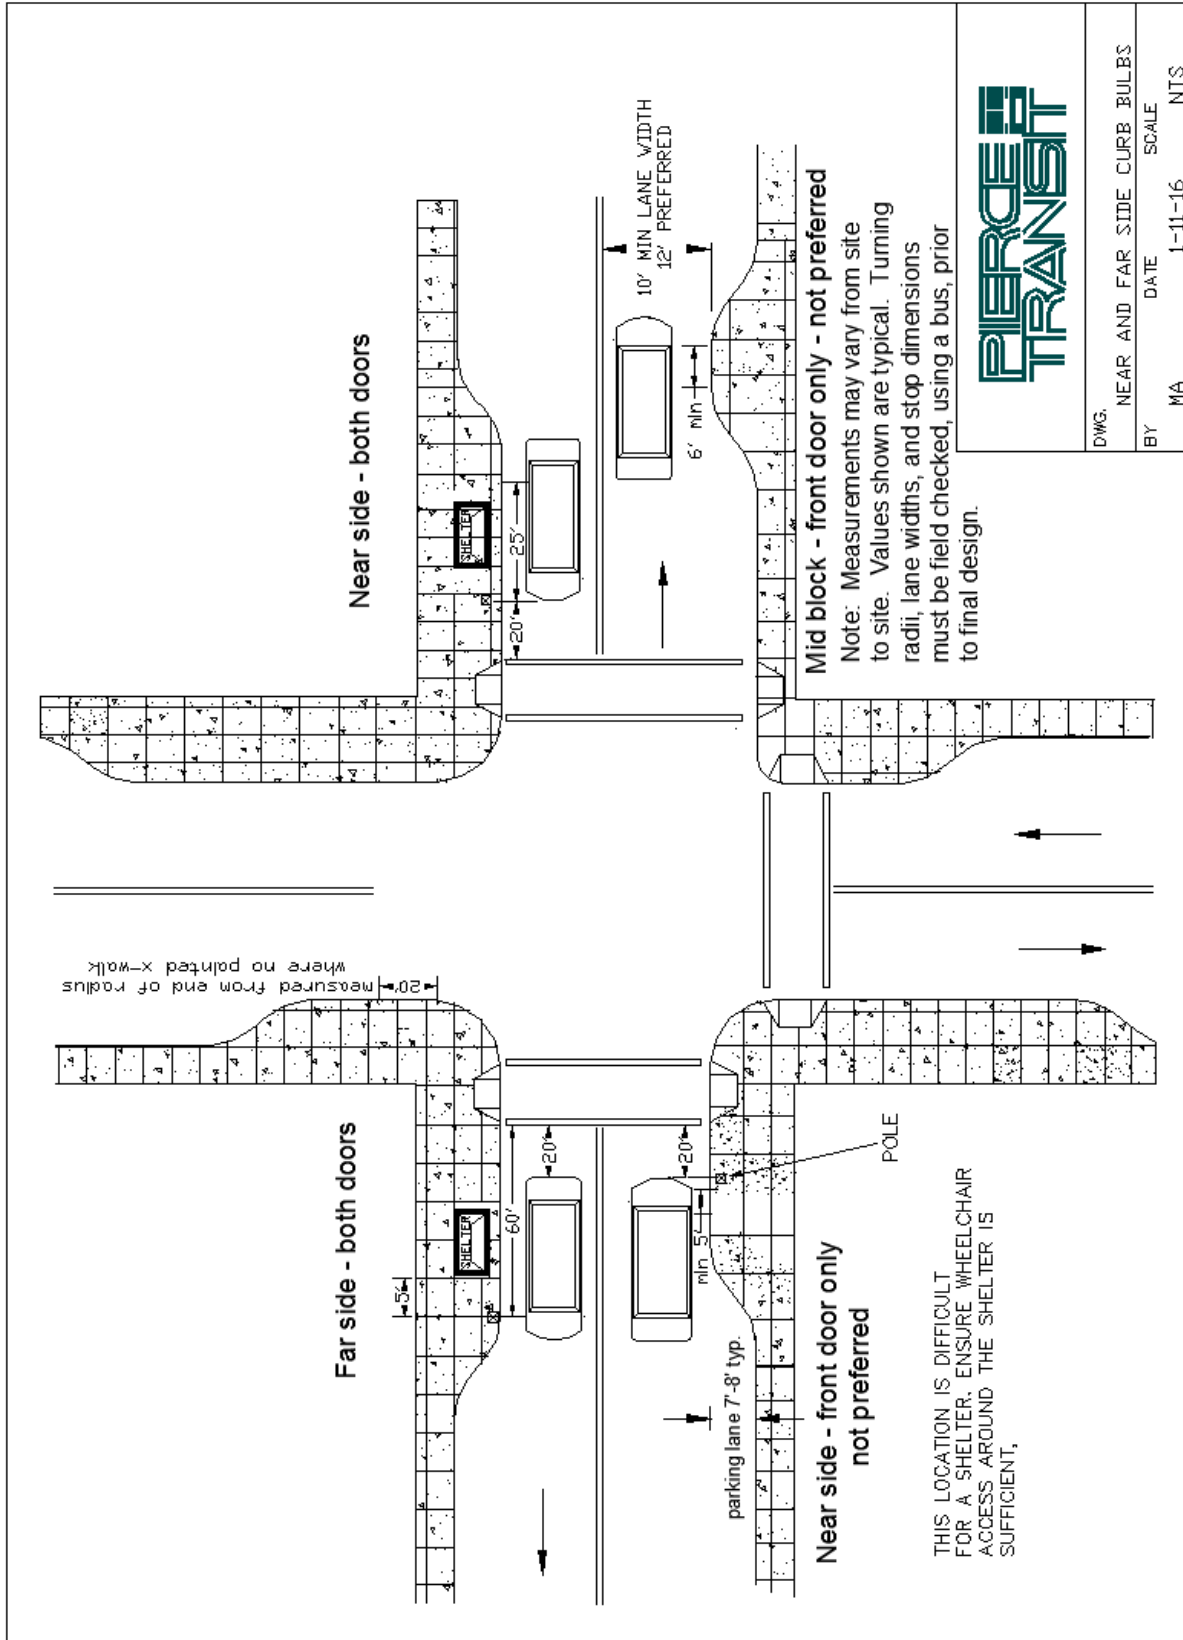 Far side - both doors
Near side - both doors
measured from end of radius
where no painted x-walk
20'
5'
SHELTER
60'
20'
SHELTER
20'
25'
10' MIN LANE WIDTH
12' PREFERRED
6' min
20'
min 5'
parking lane 7'-8' typ.
POLE
Near side - front door only
not preferred
THIS LOCATION IS DIFFICULT
FOR A SHELTER. ENSURE WHEELCHAIR
ACCESS AROUND THE SHELTER IS
SUFFICIENT.
Mid block - front door only - not preferred
Note: Measurements may vary from site
to site. Values shown are typical. Turning
radii, lane widths, and stop dimensions
must be field checked, using a bus, prior
to final design.
PIERCE
TRANSIT
DWG.
NEAR AND FAR SIDE CURB BULBS
BY DATE SCALE
MA 1-11-16 NTS